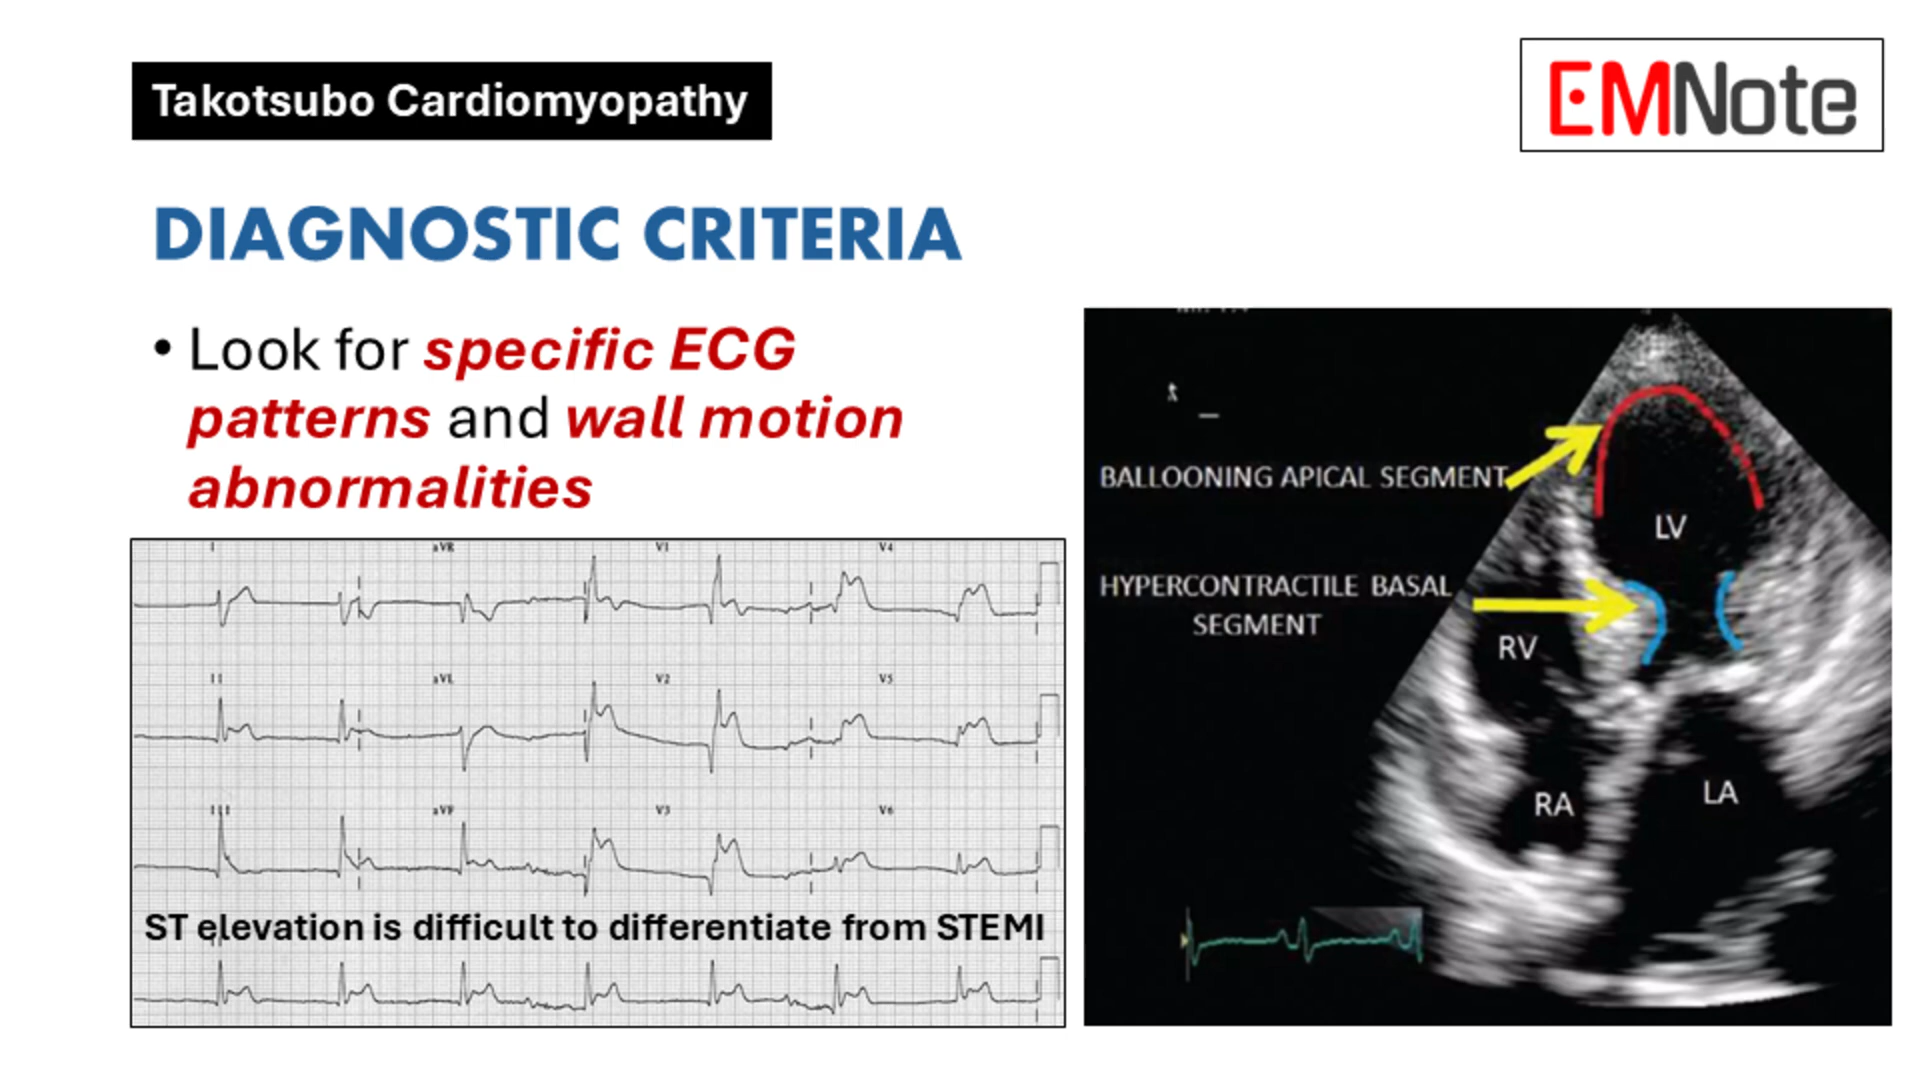 Takotsubo Cardiomyopathy
EMNote
DIAGNOSTIC CRITERIA
• Look for specific ECG
patterns and wall motion
abnormalities
I aVR V1 V4
II aVL V2 V5
III aVF V3 V6
ST elevation is difficult to differentiate from STEMI
BALLOONING APICAL SEGMENT
LV
HYPERCONTRACTILE BASAL
SEGMENT
RV
RA
LA